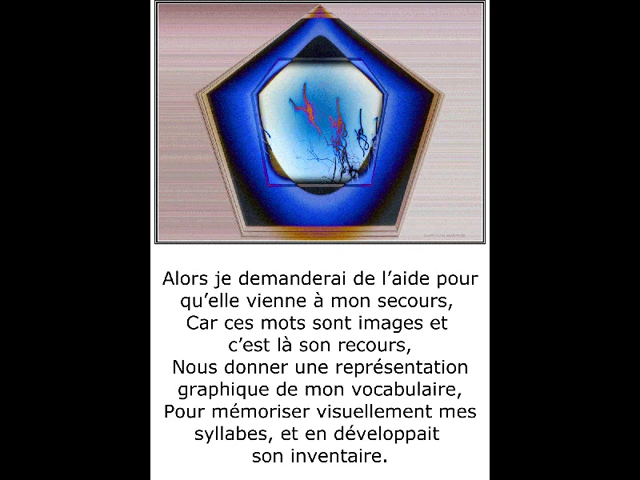 Alors je demanderai de l’aide pour
qu’elle vienne à mon secours,
Car ces mots sont images et
c’est là son recours,
Nous donner une représentation
graphique de mon vocabulaire,
Pour mémoriser visuellement mes
syllabes, et en développait
son inventaire.